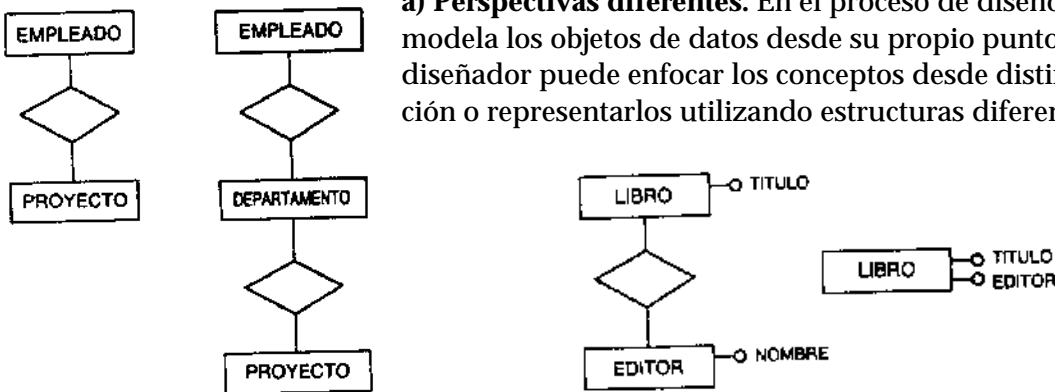 a) Perspectivas diferentes. En el proceso de diseño
modela los objetos de datos desde su propio punto
diseñador puede enfocar los conceptos desde distin
ción o representarlos utilizando estructuras diferen
EMPLEADO
PROYECTO
EMPLEADO
DEPARTAMENTO
PROYECTO
LIBRO
TITULO
EDITOR
NOMBRE
LIBRO
TITULO
EDITOR